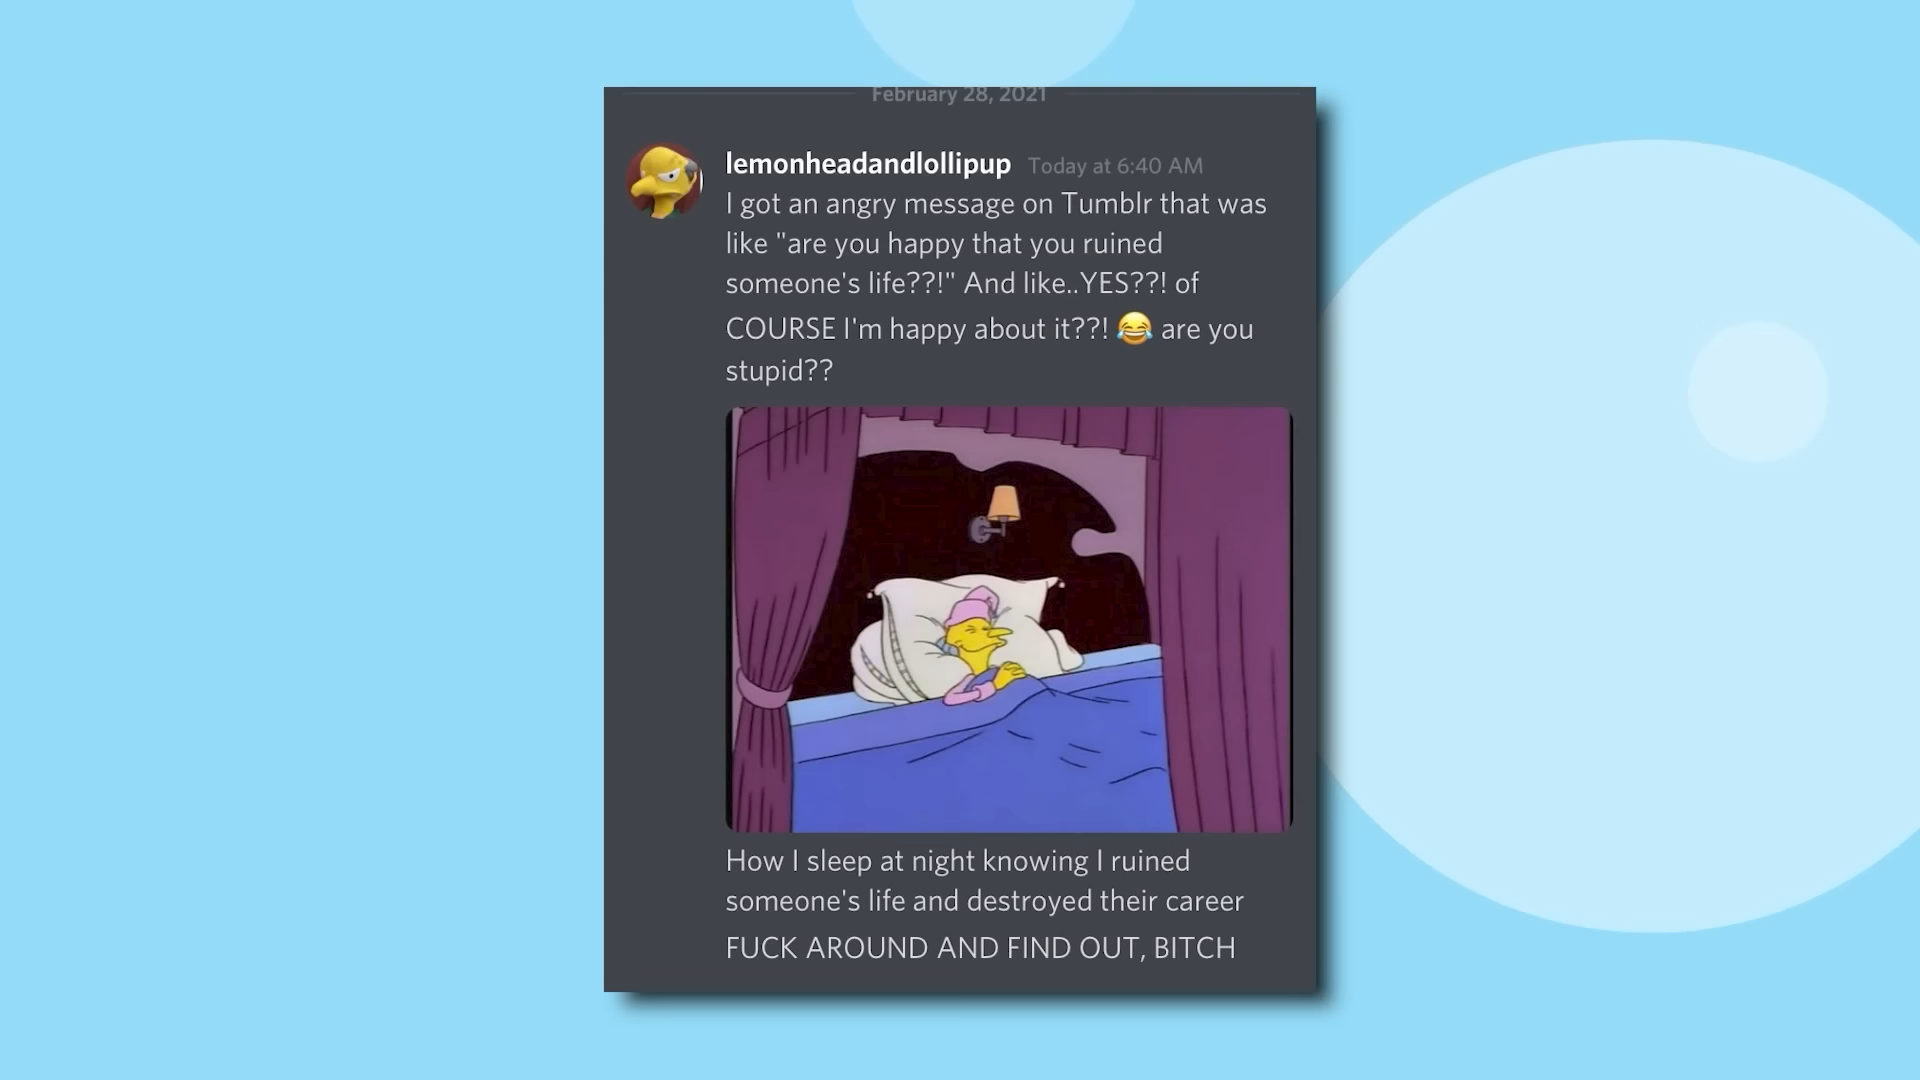 February 28, 2021
lemonheadandlollipup Today at 6:40 AM
I got an angry message on Tumblr that was
like "are you happy that you ruined
someone's life??!" And like..YES??! of
COURSE I'm happy about it??! 😂 are you
stupid??
How I sleep at night knowing I ruined
someone's life and destroyed their career
FUCK AROUND AND FIND OUT, BITCH